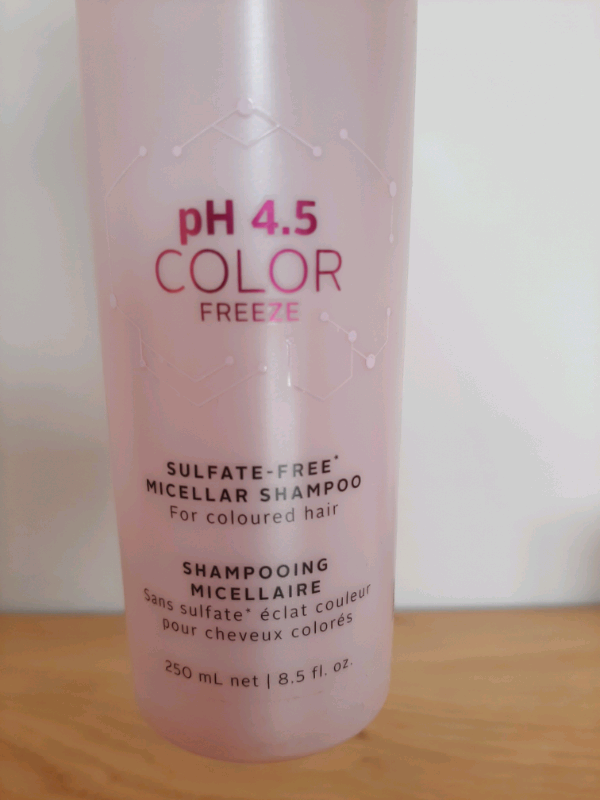 pH 4.5
COLOR
FREEZE
SULFATE-FREE*
MICELLAR SHAMPOO
For coloured hair
SHAMPOOING
MICELLAIRE
Sans sulfate* éclat couleur
pour cheveux colorés
250 mL net | 8.5 fl. oz.